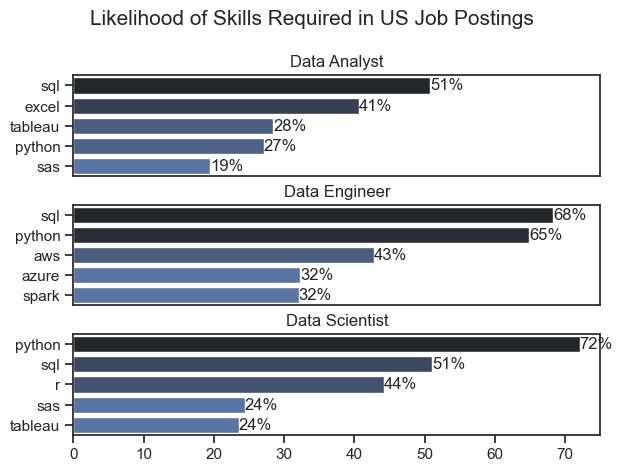 Likelihood of Skills Required in US Job Postings
Data Analyst
sql 51%
excel 41%
tableau 28%
python 27%
sas 19%
Data Engineer
sql 68%
python 65%
aws 43%
azure 32%
spark 32%
Data Scientist
python 72%
sql 51%
r 44%
sas 24%
tableau 24%
0 10 20 30 40 50 60 70